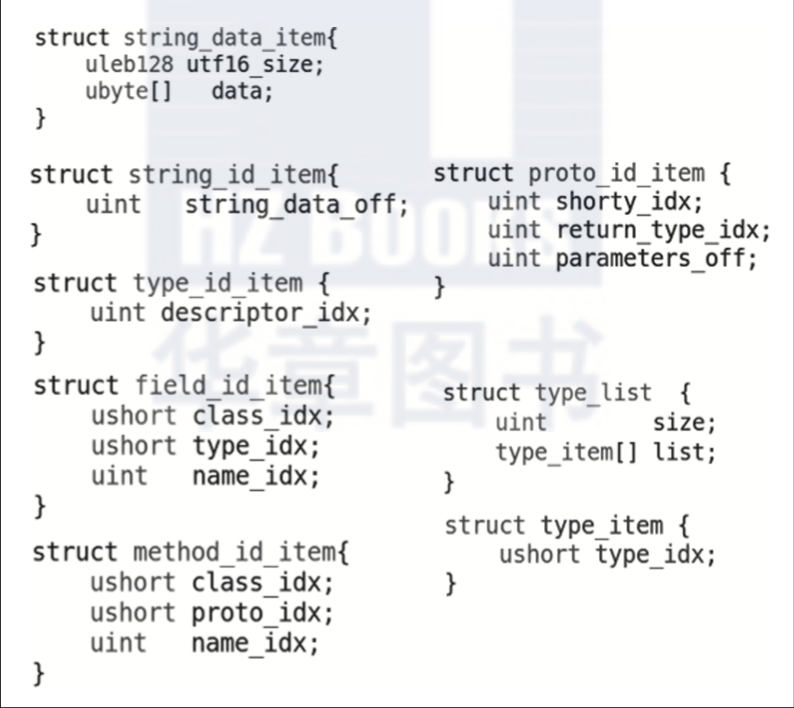 struct string_data_item{
uleb128 utf16_size;
ubyte[] data;
}
struct string_id_item{
uint string_data_off;
}
struct type_id_item {
uint descriptor_idx;
}
struct field_id_item{
ushort class_idx;
ushort type_idx;
uint name_idx;
}
struct method_id_item{
ushort class_idx;
ushort proto_idx;
uint name_idx;
}
struct proto_id_item {
uint shorty_idx;
uint return_type_idx;
uint parameters_off;
}
struct type_list {
uint size;
type_item[] list;
}
struct type_item {
ushort type_idx;
}
HZ BOOKS
华章图书